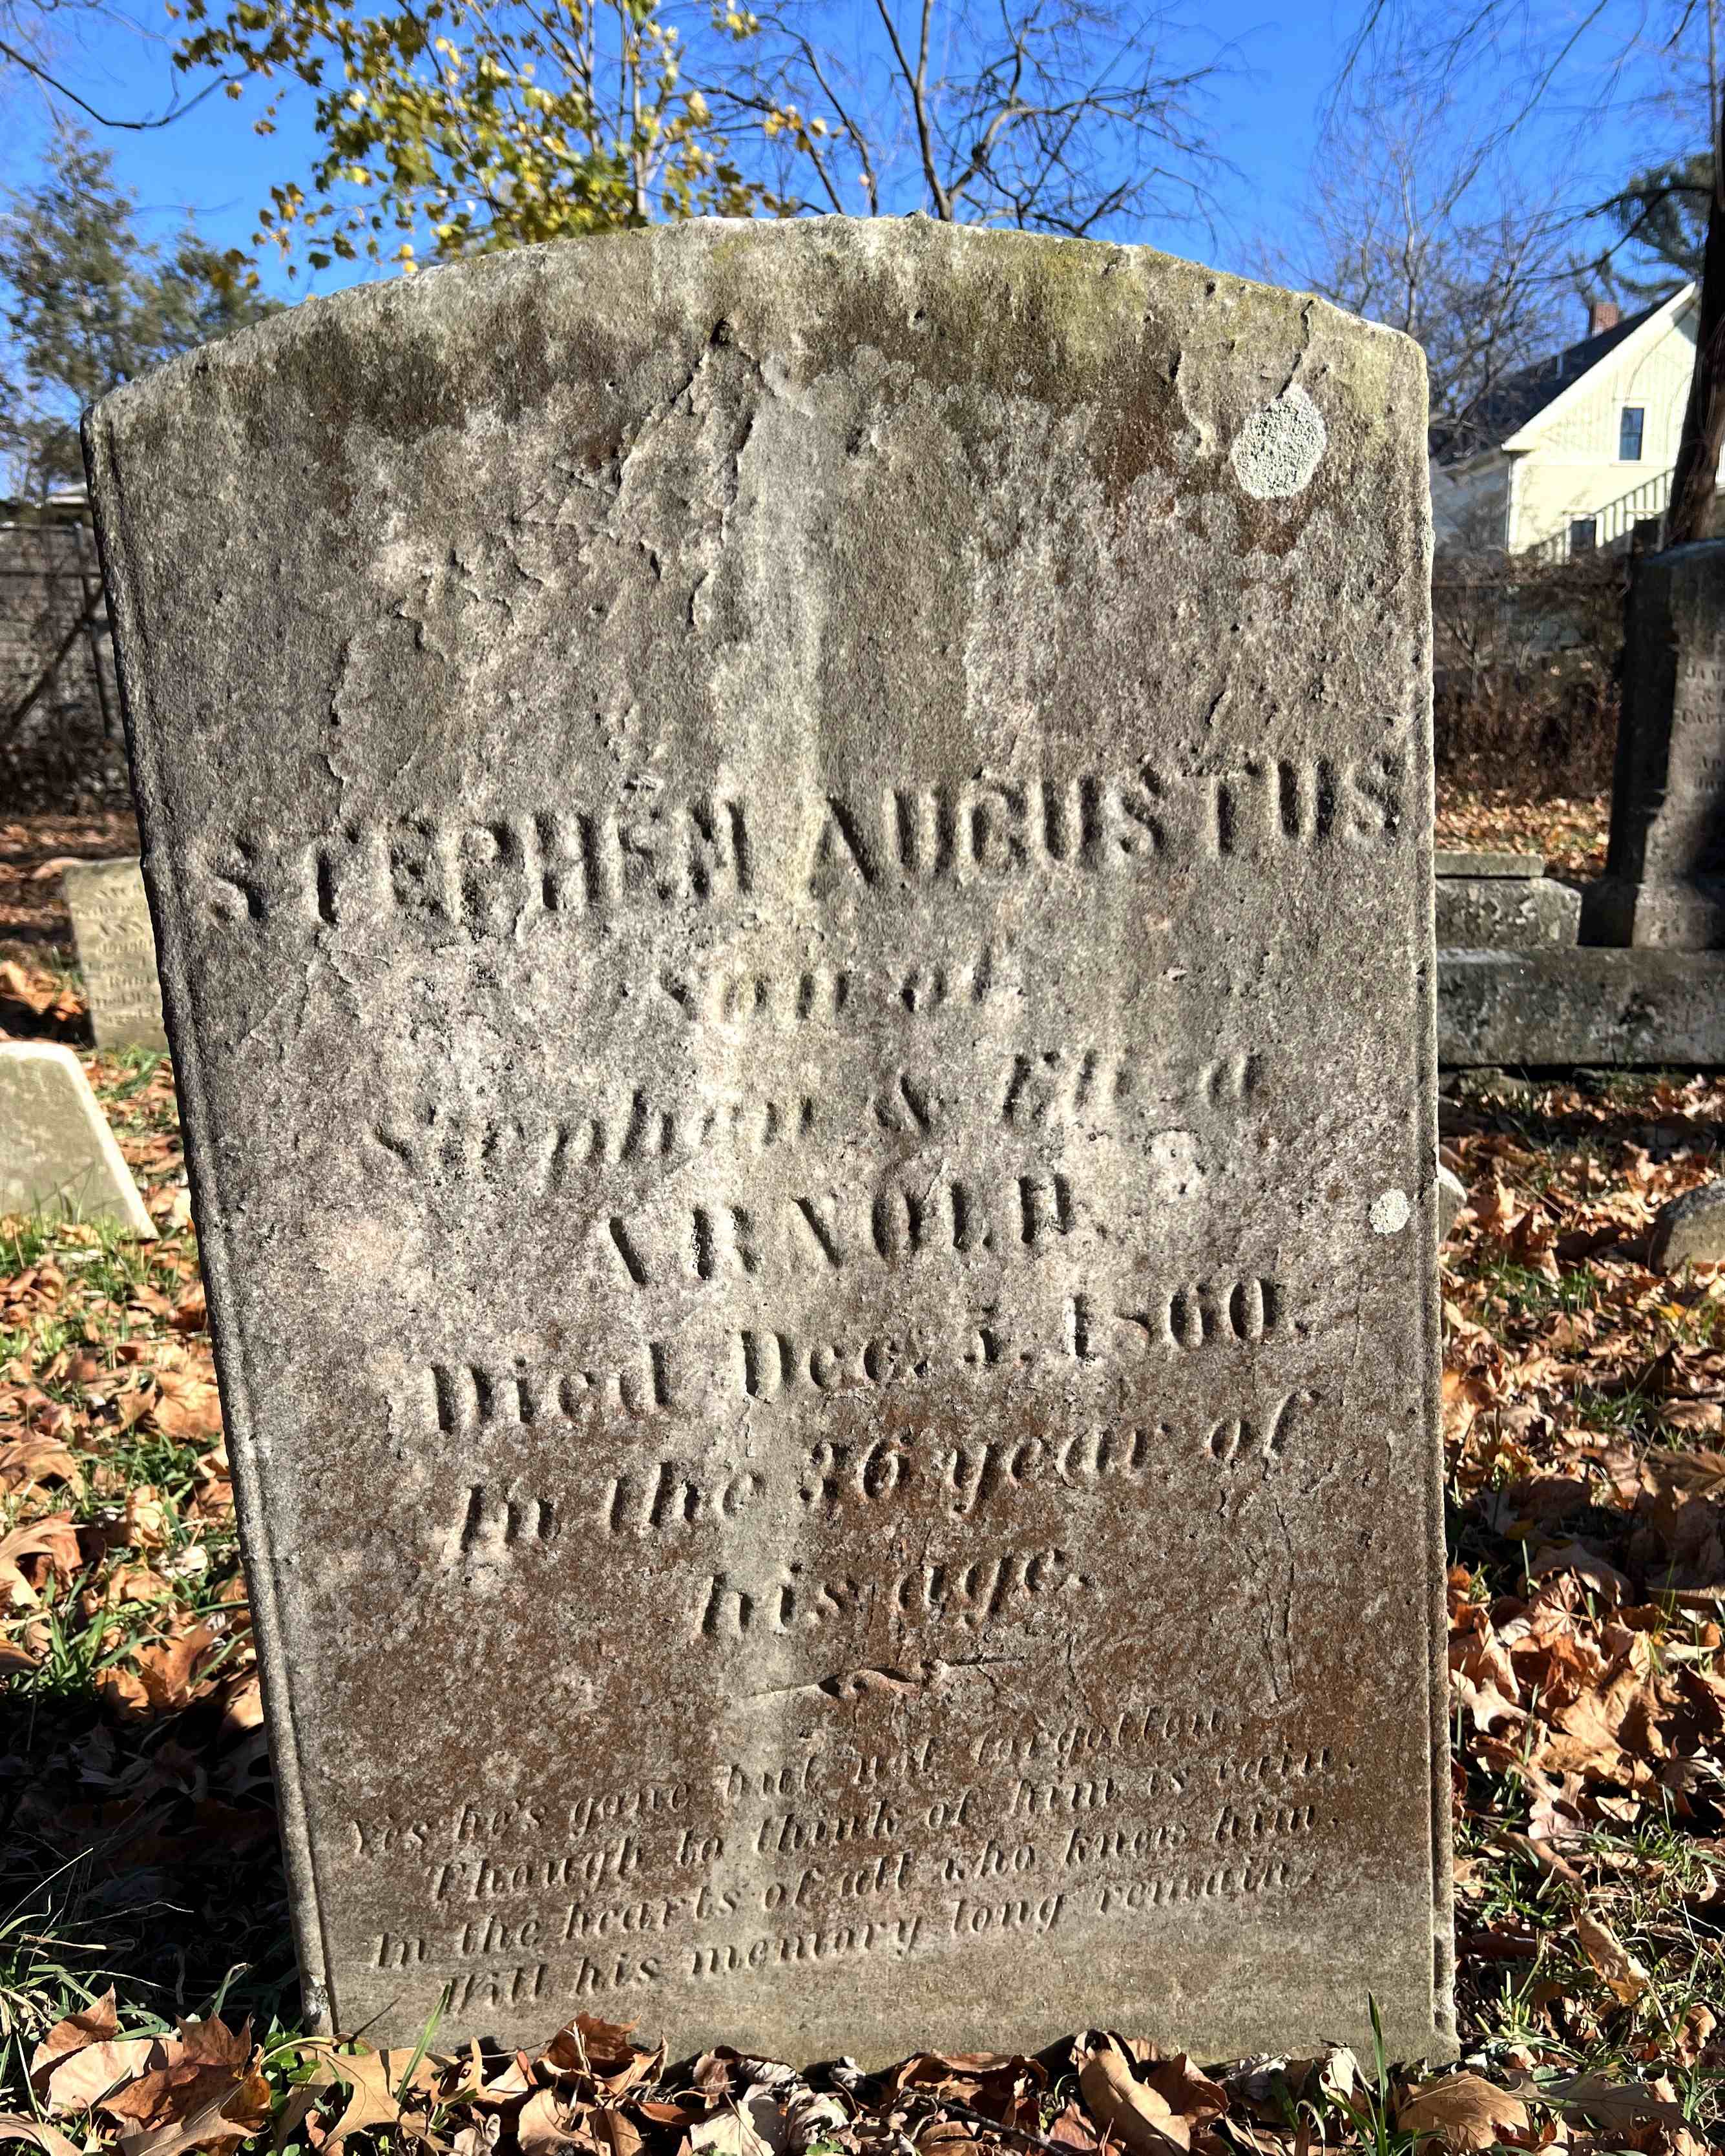 STEPHEN AUGUSTUS
son of
Stephen & Eliza
ARNOLD.
Died Dec. 5, 1860.
In the 36 year of
his age.
Yes he's gone but not forgotten.
Though to think of him is vain.
In the hearts of all who knew him.
Will his memory long remain.